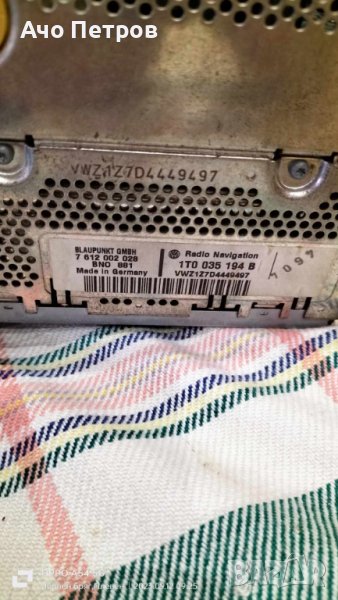 Ачо Петров
VWZ1Z7D4449497
BLAUPUNKT GMBH
7 612 002 028
BNO 881
Made in Germany
Radio Navigation
1T0 035 194 B
VWZ1Z7D4449497